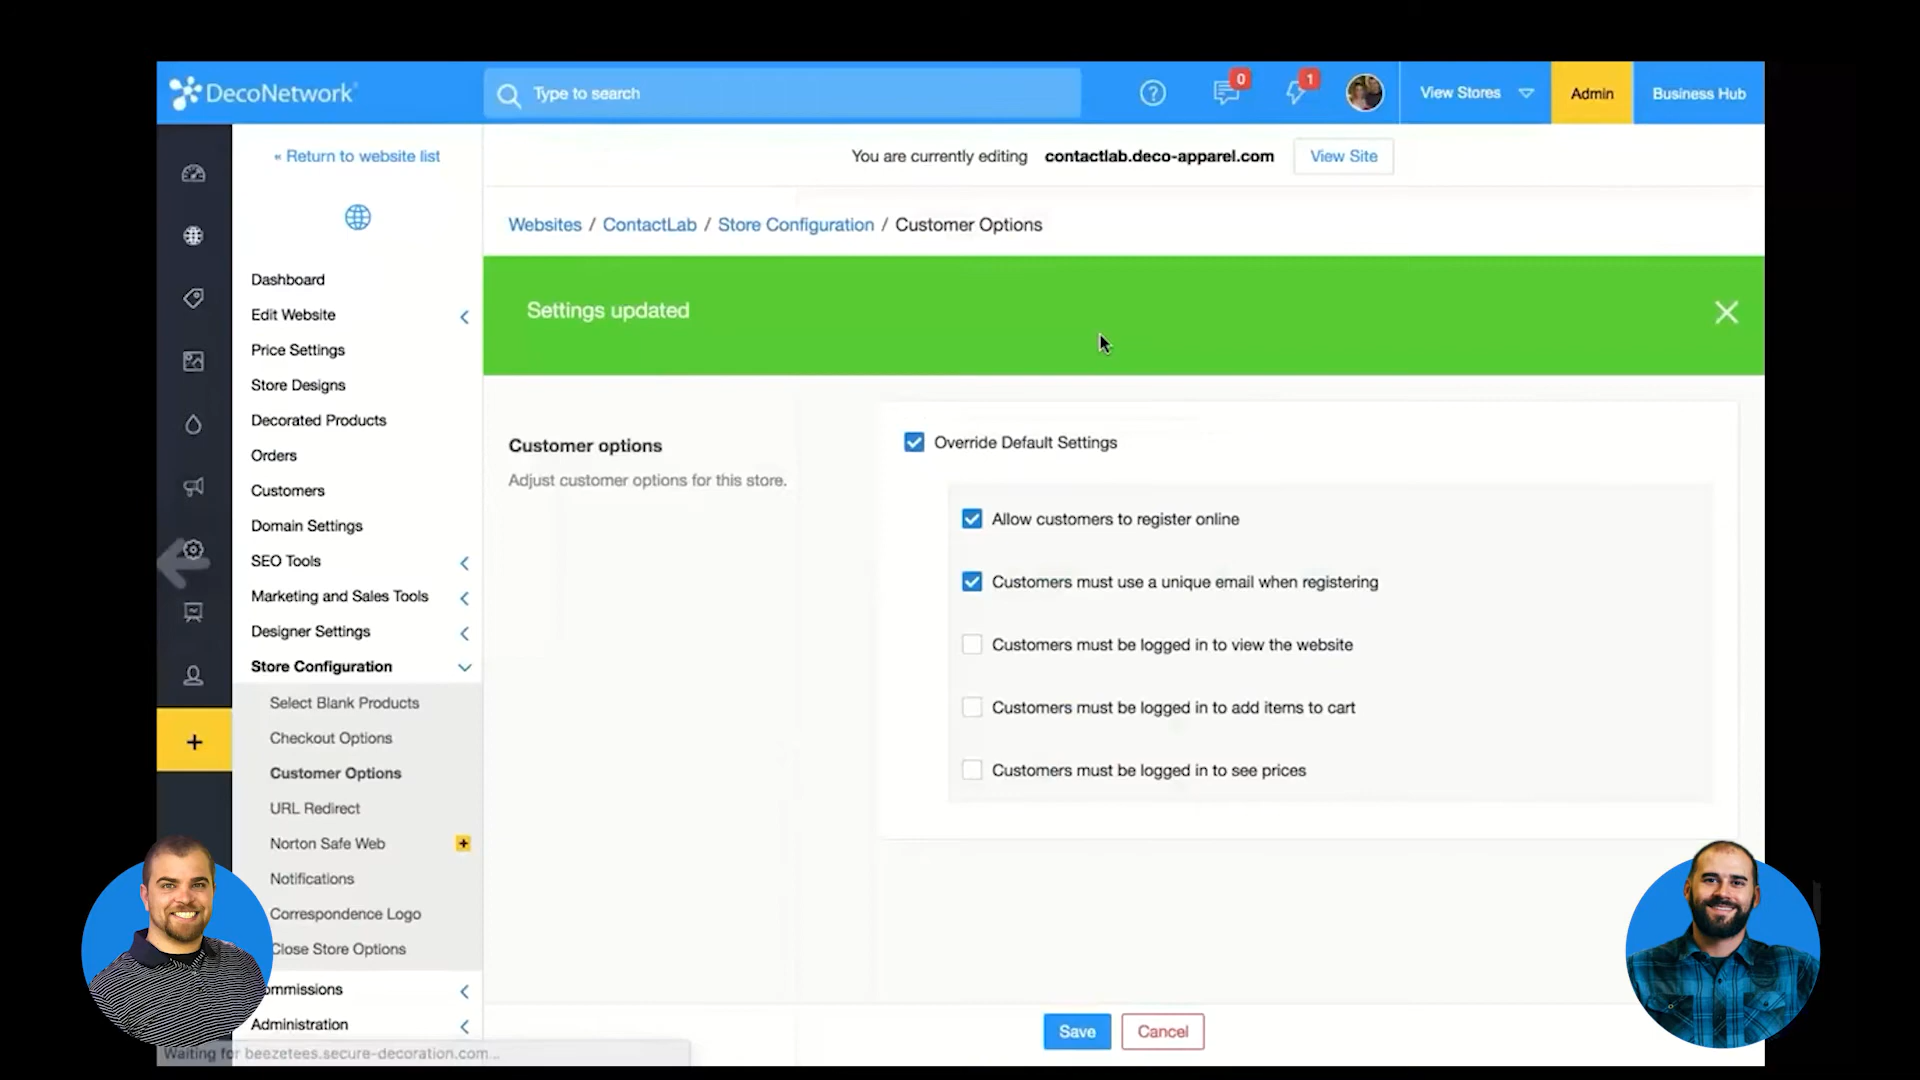 DecoNetwork
Type to search
0
1
View Stores
Admin
Business Hub
« Return to website list
You are currently editing contactlab.deco-apparel.com
View Site
Websites / ContactLab / Store Configuration / Customer Options
Settings updated
Dashboard
Edit Website
Price Settings
Store Designs
Decorated Products
Orders
Customers
Domain Settings
SEO Tools
Marketing and Sales Tools
Designer Settings
Store Configuration
Select Blank Products
Checkout Options
Customer Options
URL Redirect
Norton Safe Web
Notifications
Correspondence Logo
Close Store Options
ommissions
Administration
Customer options
Adjust customer options for this store.
Override Default Settings
Allow customers to register online
Customers must use a unique email when registering
Customers must be logged in to view the website
Customers must be logged in to add items to cart
Customers must be logged in to see prices
Save
Cancel
Waiting for beezetees.secure-decoration.com...